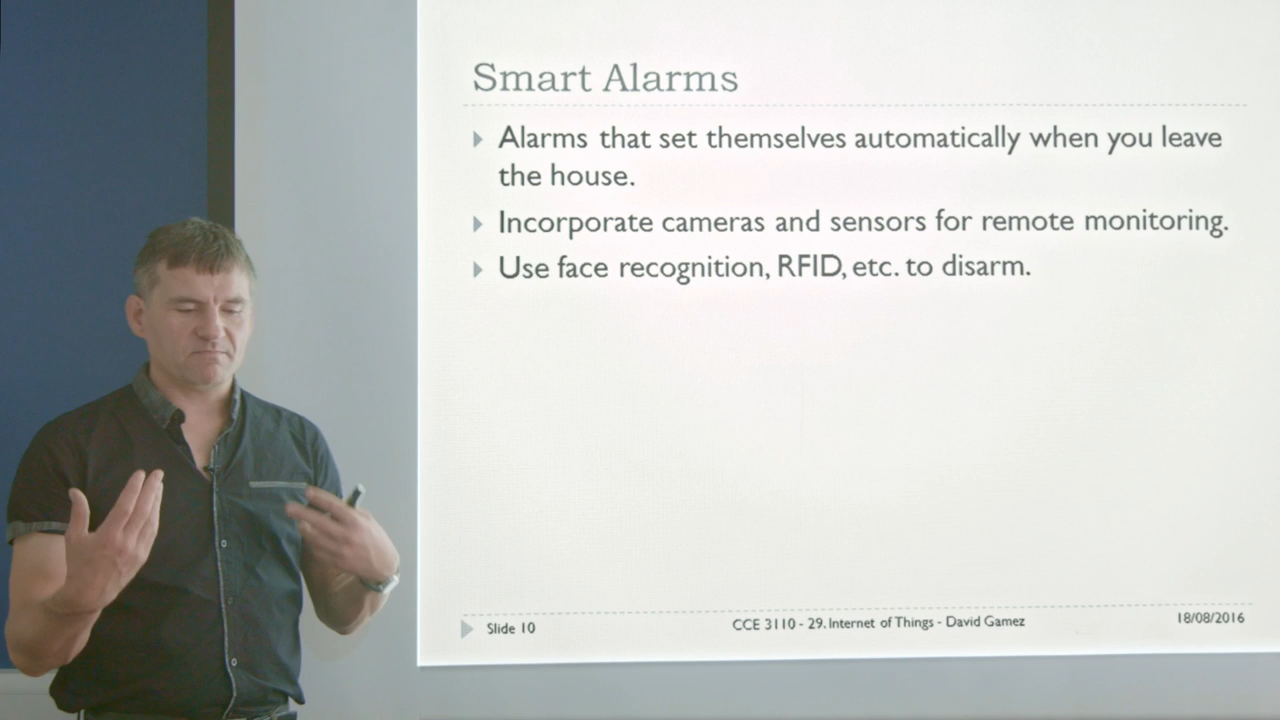 Smart Alarms
Alarms that set themselves automatically when you leave
the house.
Incorporate cameras and sensors for remote monitoring.
Use face recognition, RFID, etc. to disarm.
Slide 10
CCE 3110 - 29. Internet of Things - David Gamez
18/08/2016